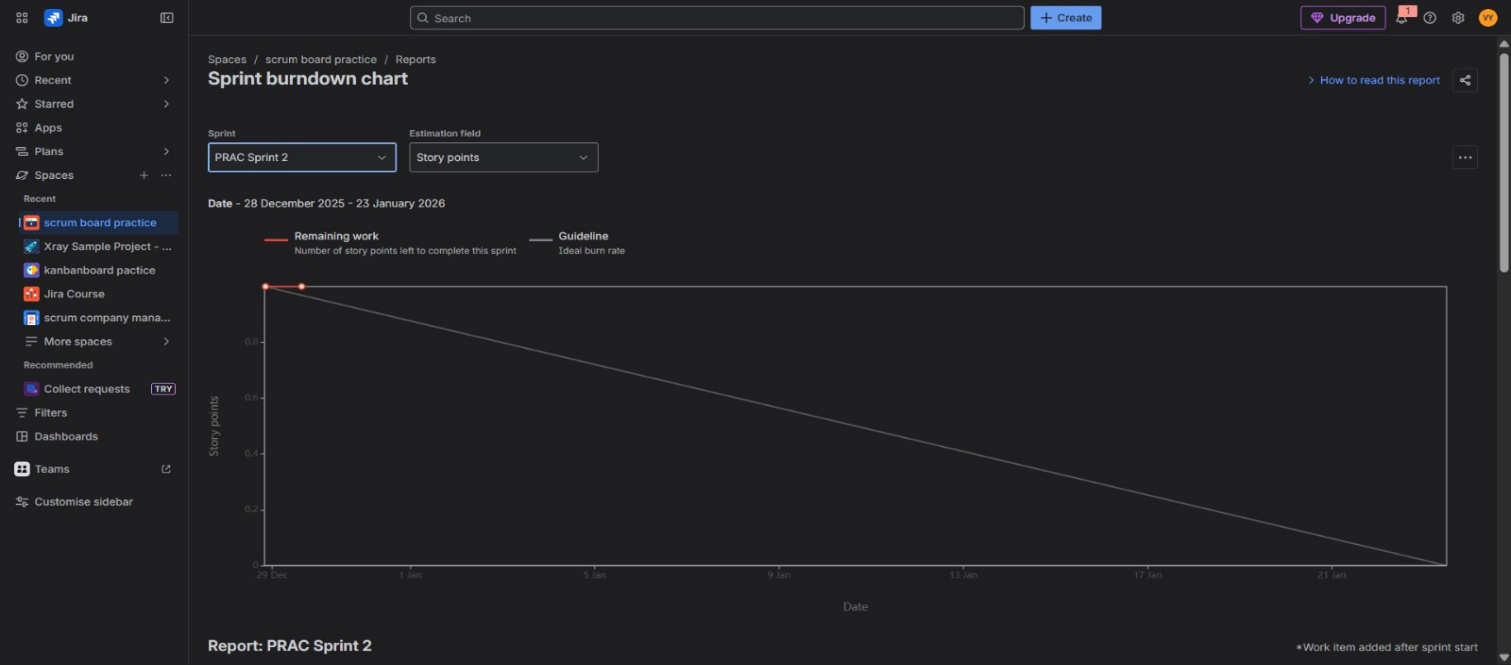 Jira
Search
+ Create
Upgrade
1
VY
For you
Recent
Starred
Apps
Plans
Spaces
Recent
scrum board practice
Xray Sample Project - ...
kanbanboard pactice
Jira Course
scrum company mana...
More spaces
Recommended
Collect requests TRY
Filters
Dashboards
Teams
Customise sidebar
Spaces / scrum board practice / Reports
Sprint burndown chart
How to read this report
Sprint
Estimation field
PRAC Sprint 2
Story points
Date - 28 December 2025 - 23 January 2026
Remaining work
Number of story points left to complete this sprint
Guideline
Ideal burn rate
Story points
0.8
0.6
0.4
0.2
0
29 Dec
1 Jan
5 Jan
9 Jan
13 Jan
17 Jan
21 Jan
Date
Report: PRAC Sprint 2
*Work item added after sprint start